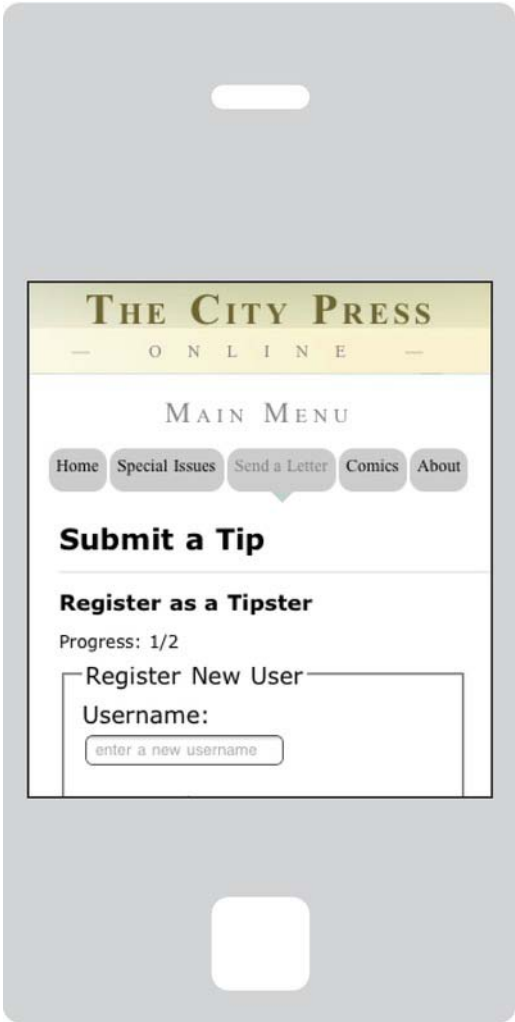 THE CITY PRESS
— ONLINE —
MAIN MENU
Home Special Issues Send a Letter Comics About
Submit a Tip
Register as a Tipster
Progress: 1/2
Register New User
Username:
enter a new username